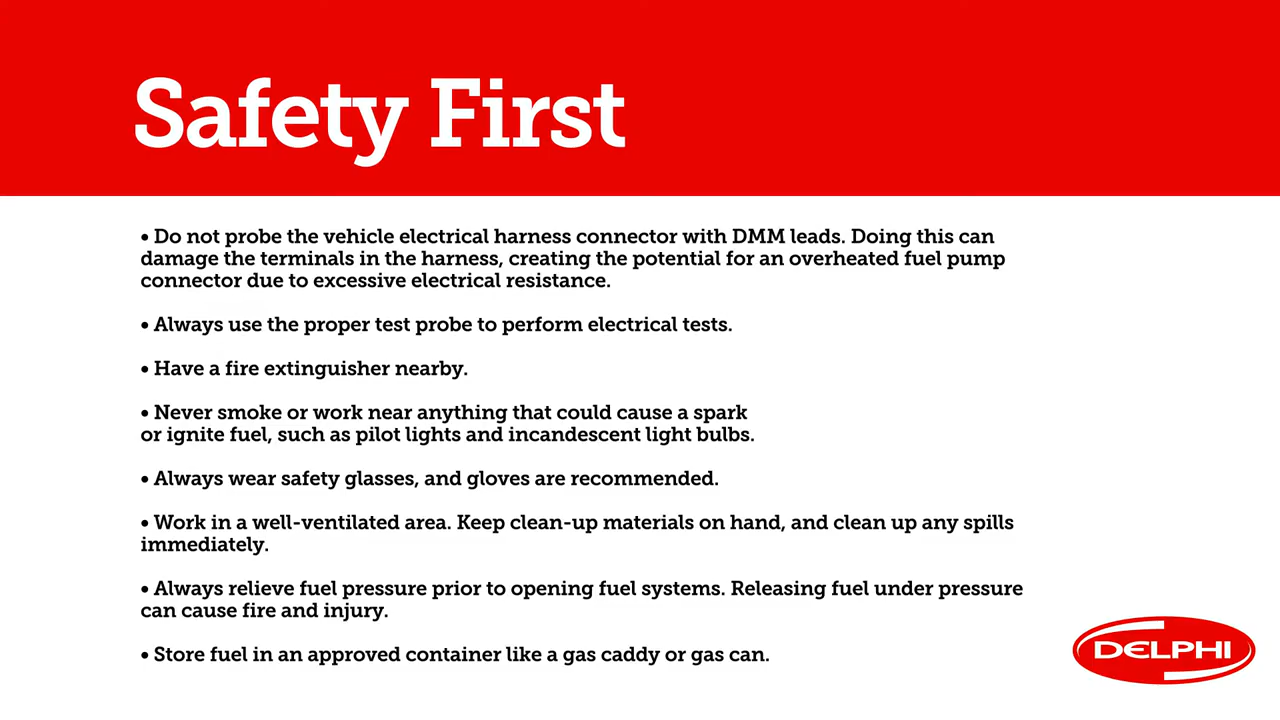 Safety First
• Do not probe the vehicle electrical harness connector with DMM leads. Doing this can
damage the terminals in the harness, creating the potential for an overheated fuel pump
connector due to excessive electrical resistance.
• Always use the proper test probe to perform electrical tests.
• Have a fire extinguisher nearby.
• Never smoke or work near anything that could cause a spark
or ignite fuel, such as pilot lights and incandescent light bulbs.
• Always wear safety glasses, and gloves are recommended.
• Work in a well-ventilated area. Keep clean-up materials on hand, and clean up any spills
immediately.
• Always relieve fuel pressure prior to opening fuel systems. Releasing fuel under pressure
can cause fire and injury.
• Store fuel in an approved container like a gas caddy or gas can.
DELPHI